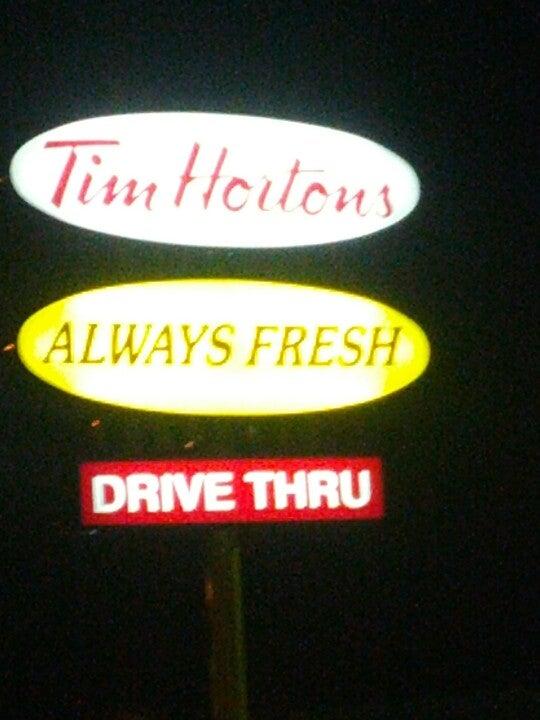 Tim Hortons
ALWAYS FRESH
DRIVE THRU